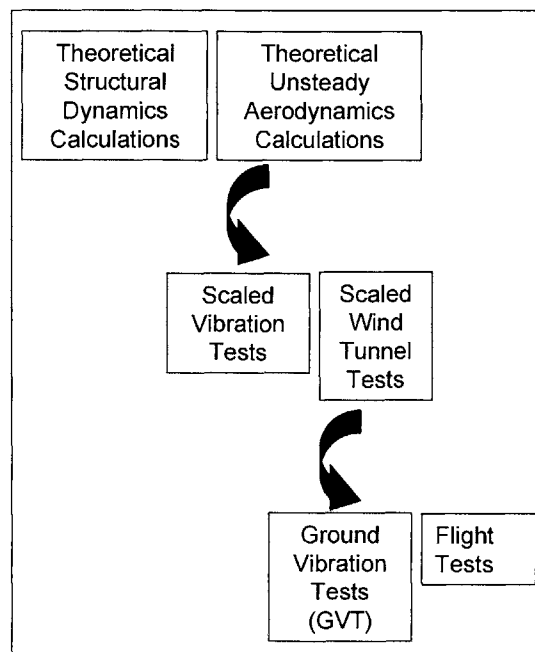 Theoretical
Structural
Dynamics
Calculations
Theoretical
Unsteady
Aerodynamics
Calculations
Scaled
Vibration
Tests
Scaled
Wind
Tunnel
Tests
Ground
Vibration
Tests
(GVT)
Flight
Tests